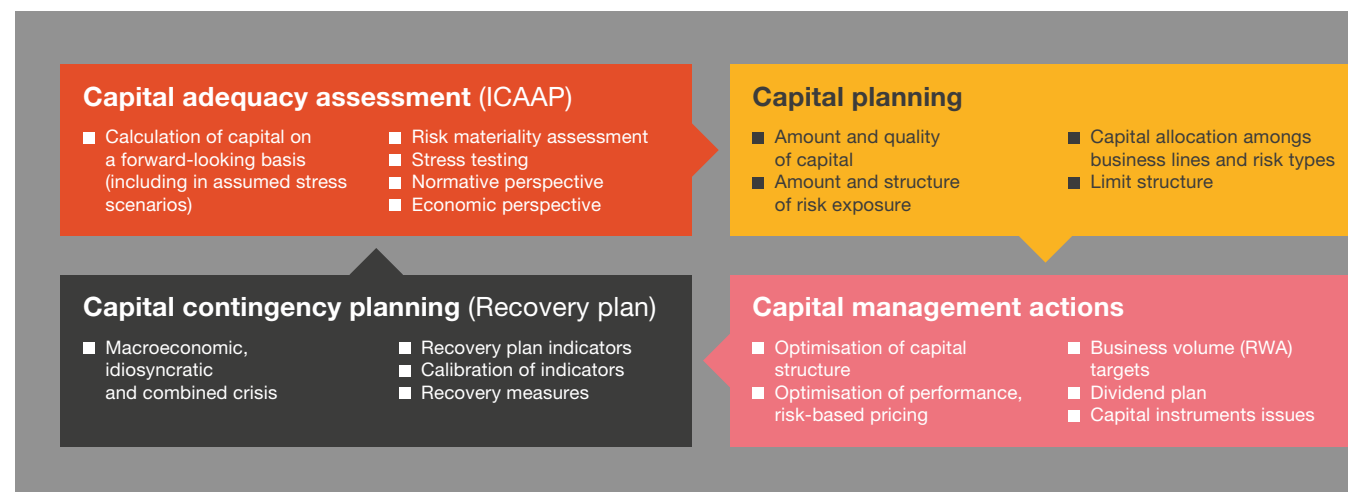 Capital adequacy assessment (ICAAP)
Calculation of capital on
a forward-looking basis
(including in assumed stress
scenarios)
Risk materiality assessment
Stress testing
Normative perspective
Economic perspective
Capital planning
Amount and quality
of capital
Amount and structure
of risk exposure
Capital allocation amongs
business lines and risk types
Limit structure
Capital contingency planning (Recovery plan)
Macroeconomic,
idiosyncratic
and combined crisis
Recovery plan indicators
Calibration of indicators
Recovery measures
Capital management actions
Optimisation of capital
structure
Optimisation of performance,
risk-based pricing
Business volume (RWA)
targets
Dividend plan
Capital instruments issues